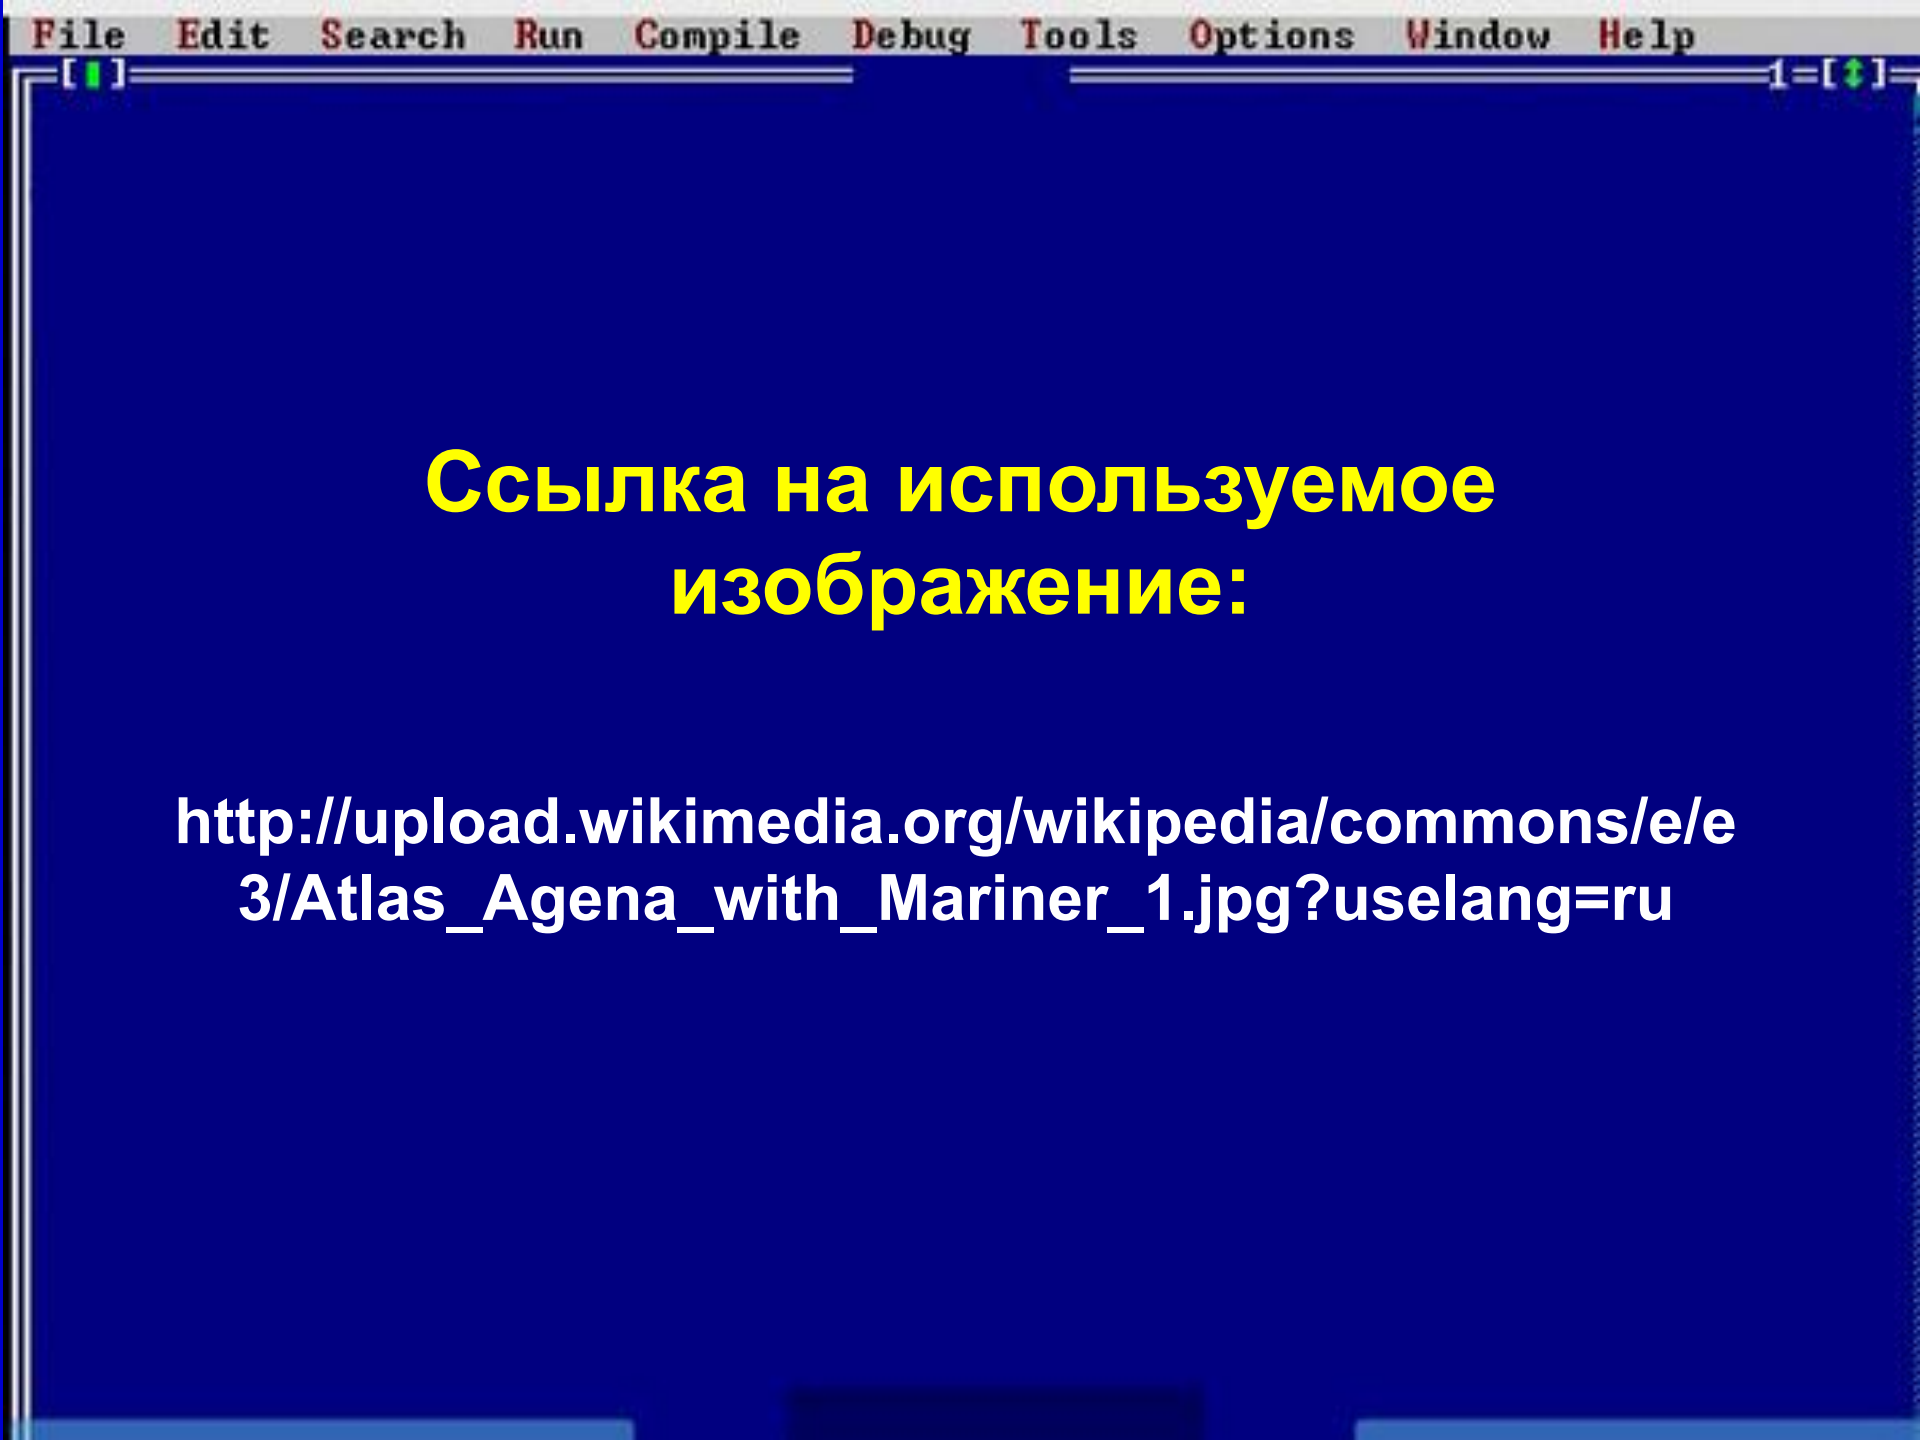 File Edit Search Run Compile Debug Tools Options Window Help
[ ] 1=[↕]
Ссылка на используемое
изображение:
http://upload.wikimedia.org/wikipedia/commons/e/e
3/Atlas_Agena_with_Mariner_1.jpg?uselang=ru